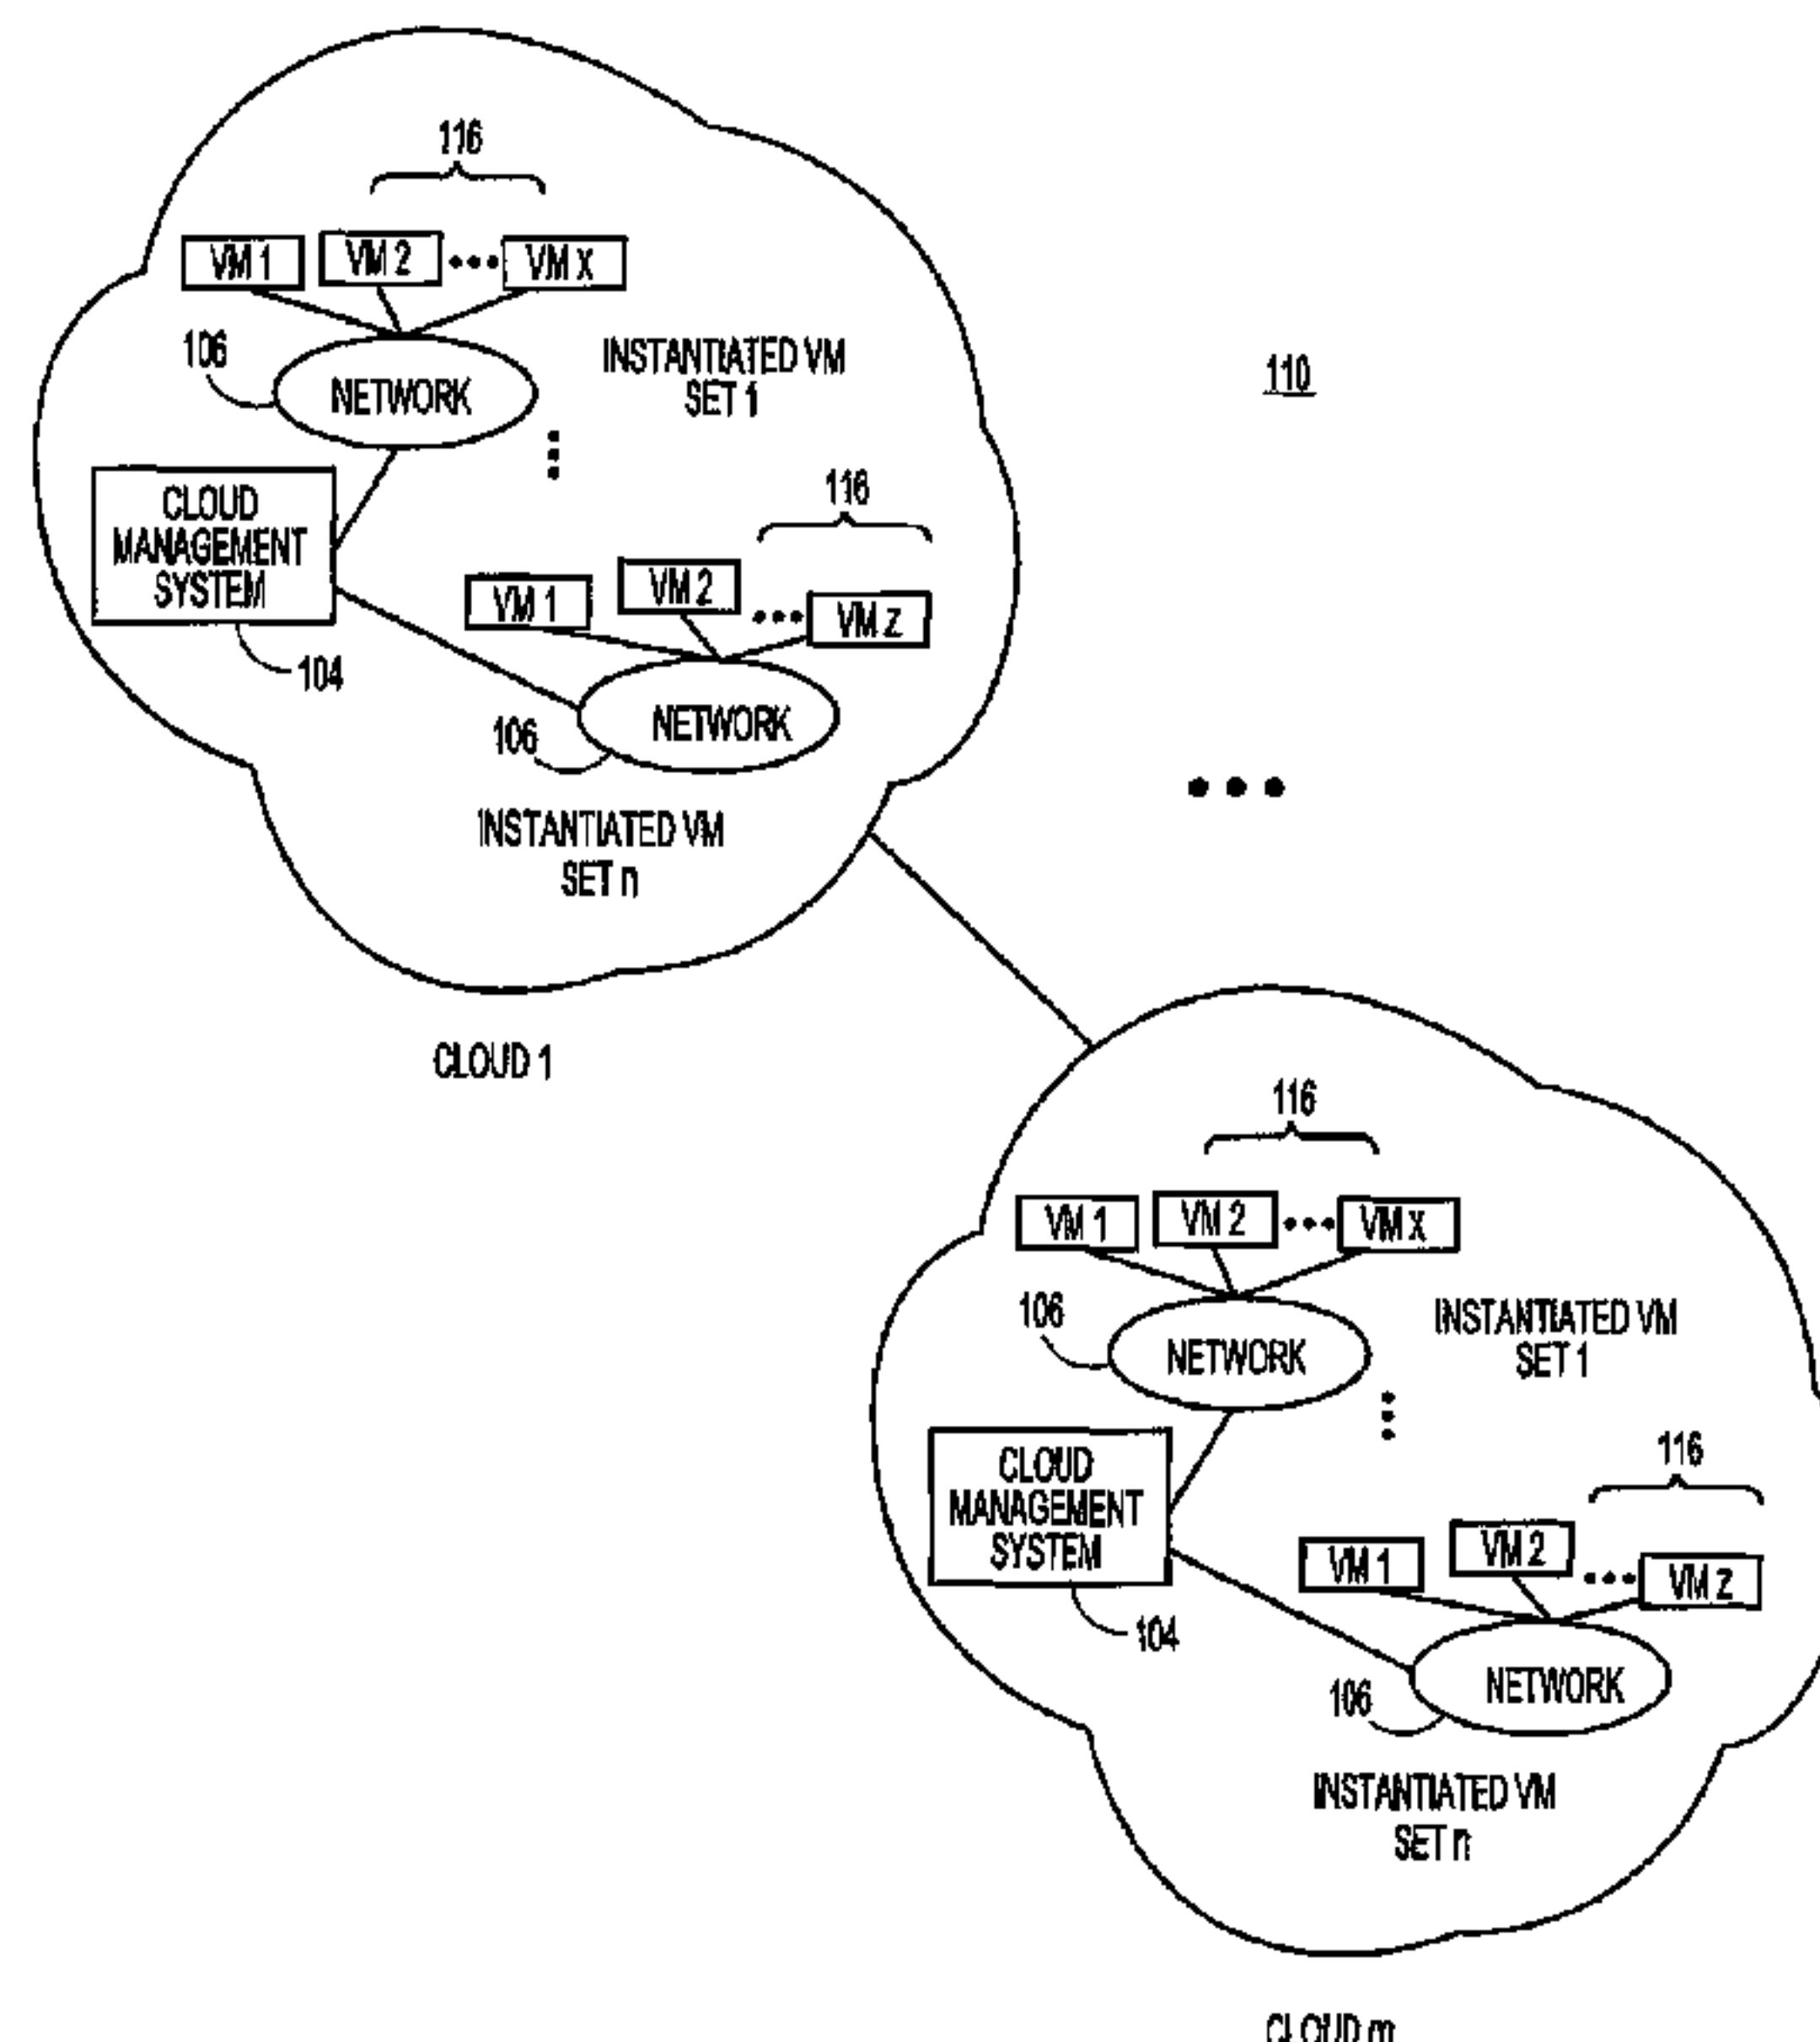 116
VM 1
VM 2
VM X
106
NETWORK
INSTANTIATED VM
SET 1
110
CLOUD
MANAGEMENT
SYSTEM
104
116
VM 1
VM 2
VM Z
106
NETWORK
INSTANTIATED VM
SET n
CLOUD 1
116
VM 1
VM 2
VM X
106
NETWORK
INSTANTIATED VM
SET 1
CLOUD
MANAGEMENT
SYSTEM
104
116
VM 1
VM 2
VM Z
106
NETWORK
INSTANTIATED VM
SET n
CLOUD m